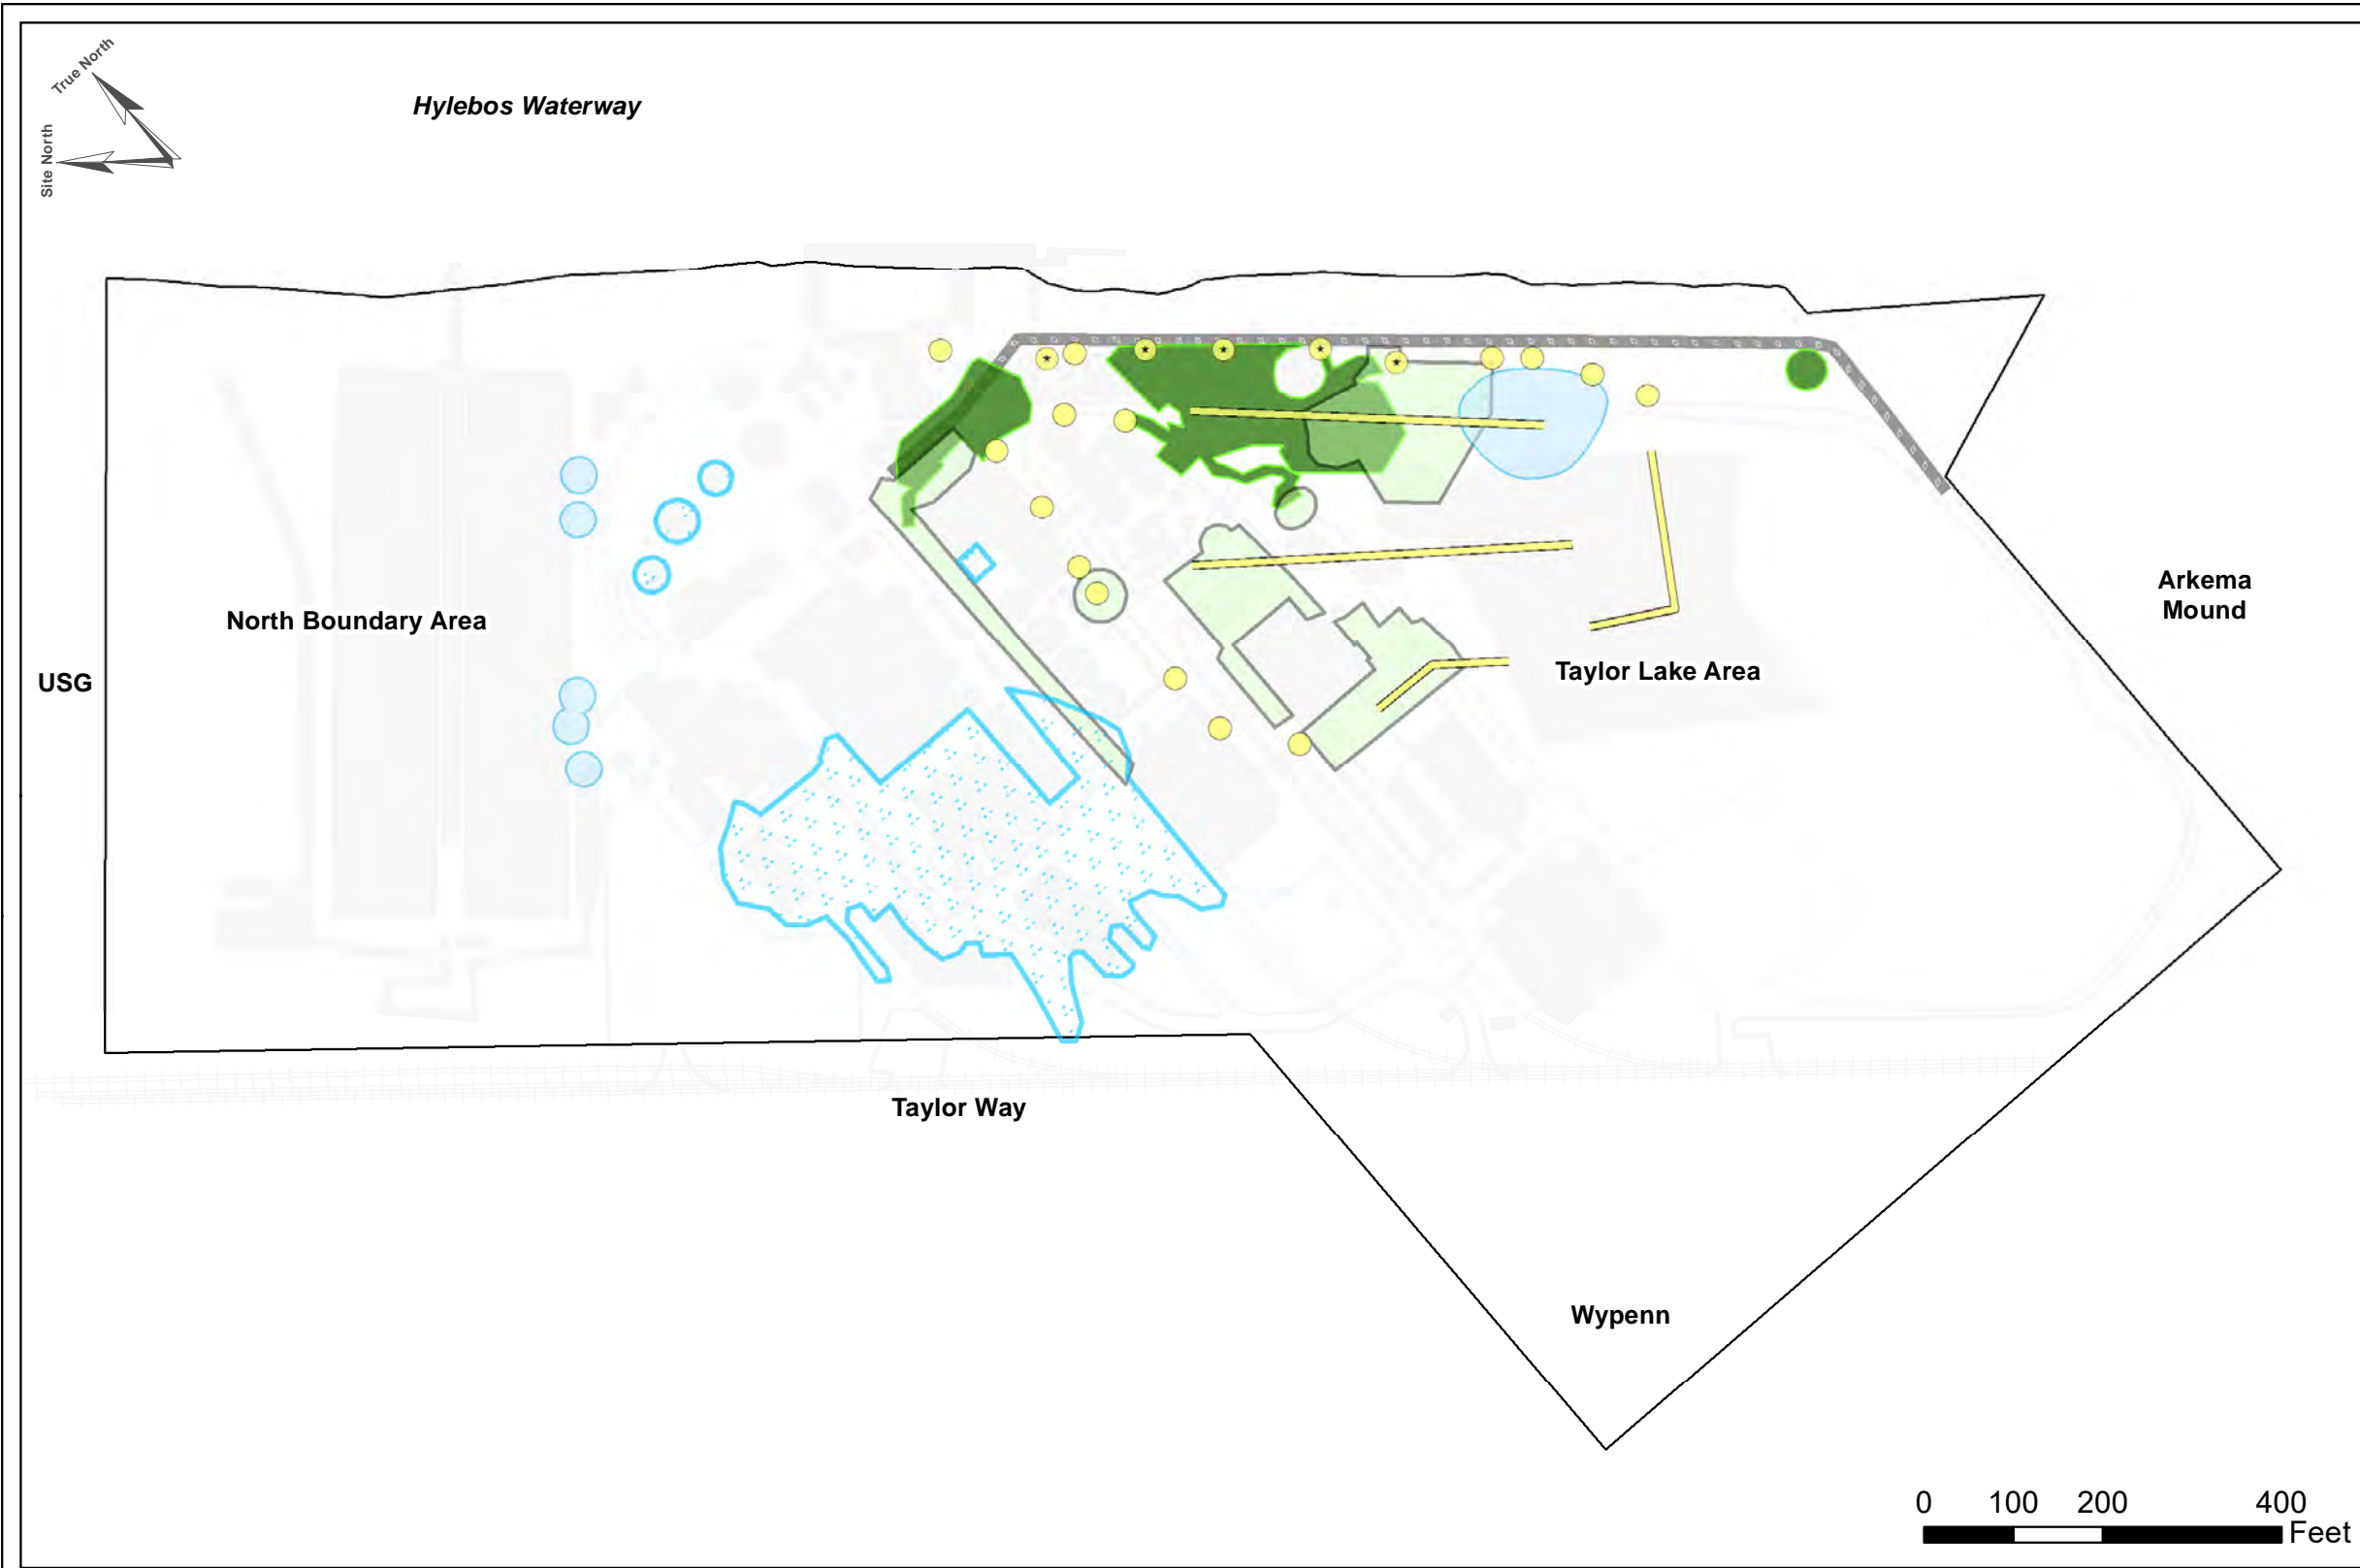 True North
Site North
Hylebos Waterway
North Boundary Area
USG
Arkema
Mound
Taylor Lake Area
Taylor Way
Wypenn
0 100 200 400
Feet